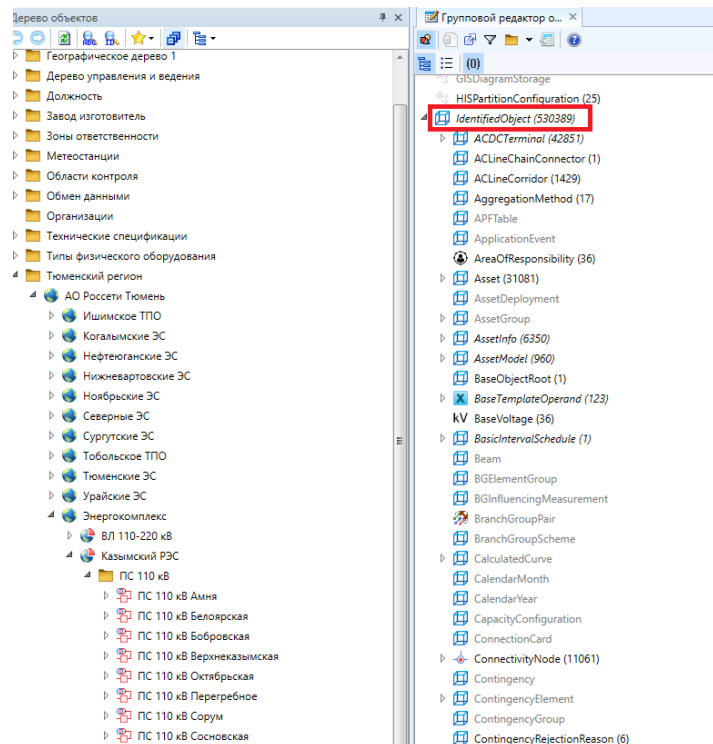 Дерево объектов
Географическое дерево 1
Дерево управления и ведения
Должность
Завод изготовитель
Зоны ответственности
Метеостанции
Области контроля
Обмен данными
Организации
Технические спецификации
Типы физического оборудования
Тюменский регион
АО Россети Тюмень
Ишимское ТПО
Когалымские ЭС
Нефтеюганские ЭС
Нижневартовские ЭС
Ноябрьские ЭС
Северные ЭС
Сургутские ЭС
Тобольское ТПО
Тюменские ЭС
Урайские ЭС
Энергокомплекс
ВЛ 110-220 кВ
Казымский РЭС
ПС 110 кВ
ПС 110 кВ Амня
ПС 110 кВ Белоярская
ПС 110 кВ Бобровская
ПС 110 кВ Верхнеказымская
ПС 110 кВ Октябрьская
ПС 110 кВ Перегребное
ПС 110 кВ Сорум
ПС 110 кВ Сосновская
Групповой редактор о...
GISDiagramStorage
HISPartitionConfiguration (25)
IdentifiedObject (530389)
ACDCTerminal (42851)
ACLineChainConnector (1)
ACLineCorridor (1429)
AggregationMethod (17)
APFTable
ApplicationEvent
AreaOfResponsibility (36)
Asset (31081)
AssetDeployment
AssetGroup
AssetInfo (6350)
AssetModel (960)
BaseObjectRoot (1)
BaseTemplateOperand (123)
kV BaseVoltage (36)
BasicIntervalSchedule (1)
Beam
BGElementGroup
BGInfluencingMeasurement
BranchGroupPair
BranchGroupScheme
CalculatedCurve
CalendarMonth
CalendarYear
CapacityConfiguration
ConnectionCard
ConnectivityNode (11061)
Contingency
ContingencyElement
ContingencyGroup
ContingencyRejectionReason (6)